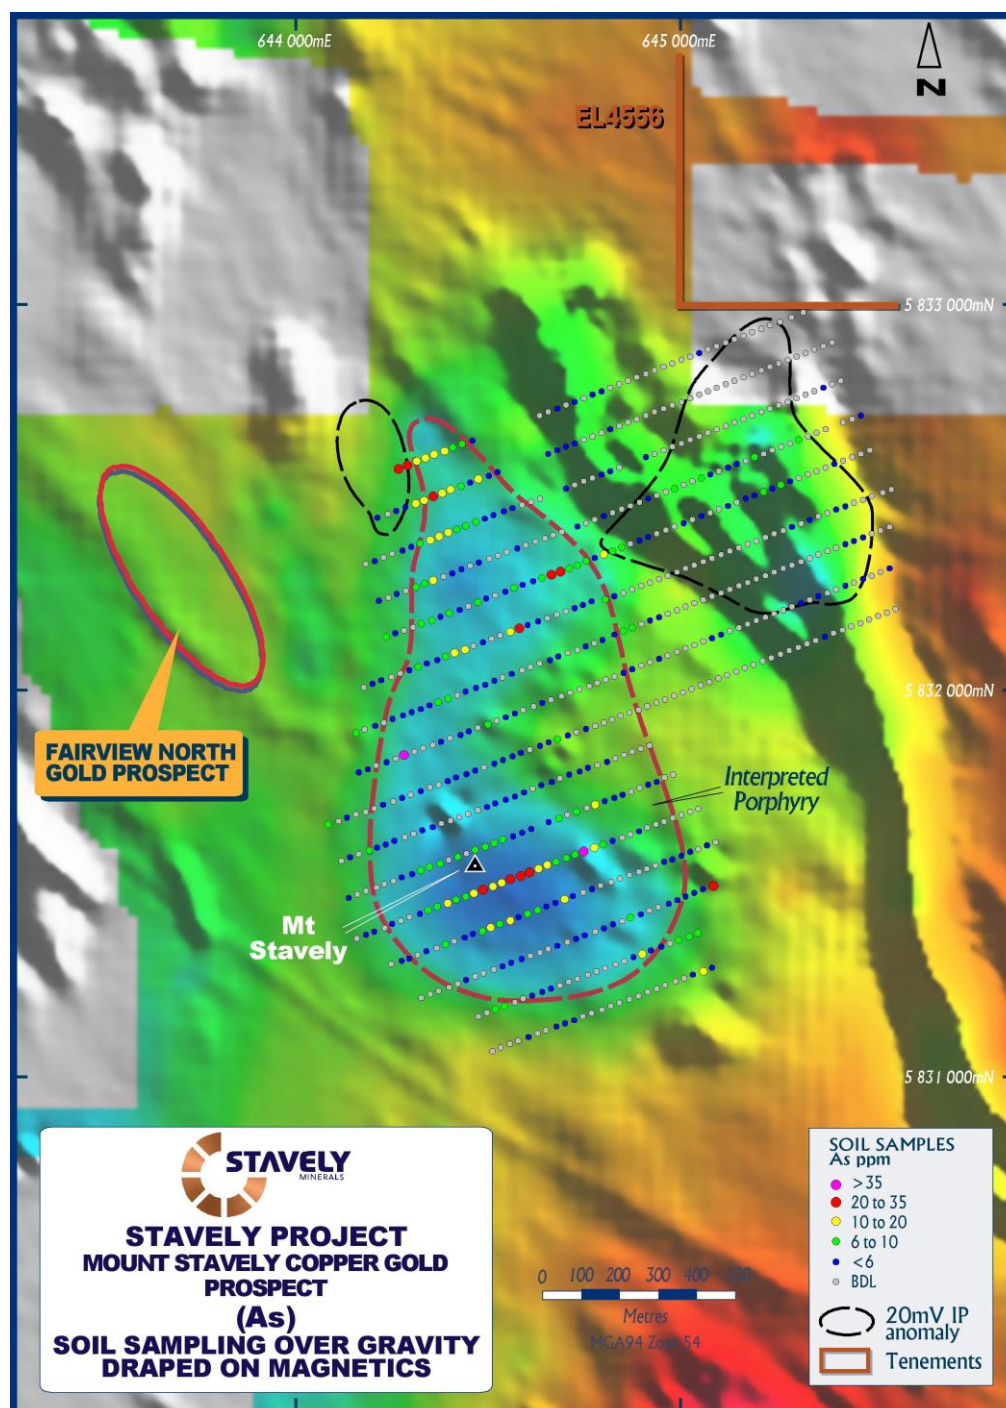 644 000mE
645 000mE
N
EL4556
5 833 000mN
5 832 000mN
FAIRVIEW NORTH
GOLD PROSPECT
Interpreted
Porphyry
Mt
Stavely
5 831 000mN
STAVELY
MINERALS
STAVELY PROJECT
MOUNT STAVELY COPPER GOLD
PROSPECT
(As)
SOIL SAMPLING OVER GRAVITY
DRAPED ON MAGNETICS
0 100 200 300 400 500
Metres
MGA94 Zone 54
SOIL SAMPLES
As ppm
>35
20 to 35
10 to 20
6 to 10
<6
BDL
20mV IP
anomaly
Tenements